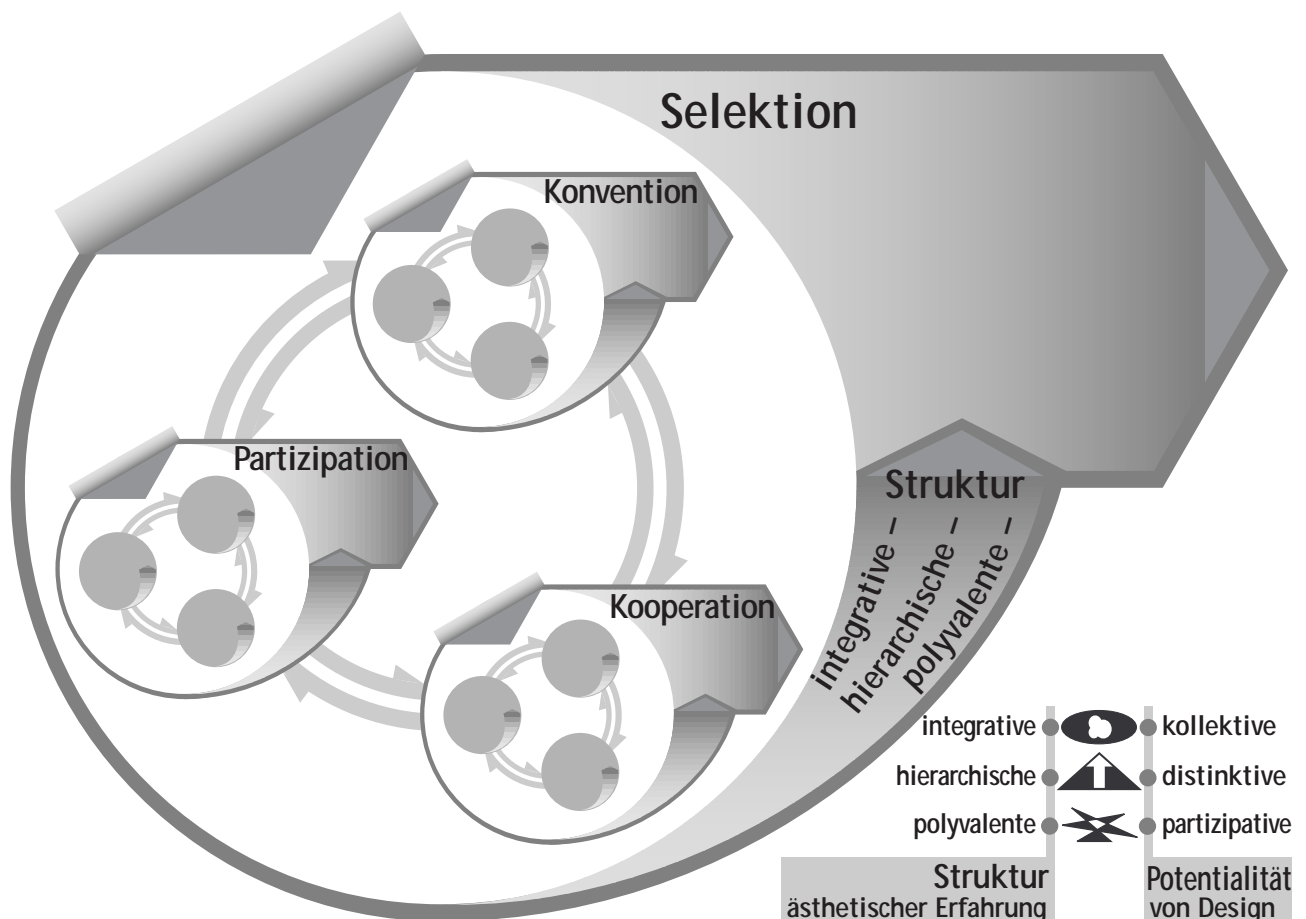 Selektion
Konvention
Partizipation
Kooperation
Struktur
integrative –
hierarchische –
polyvalente –
integrative kollektive
hierarchische distinktive
polyvalente partizipative
Struktur
ästhetischer Erfahrung
Potentialität
von Design